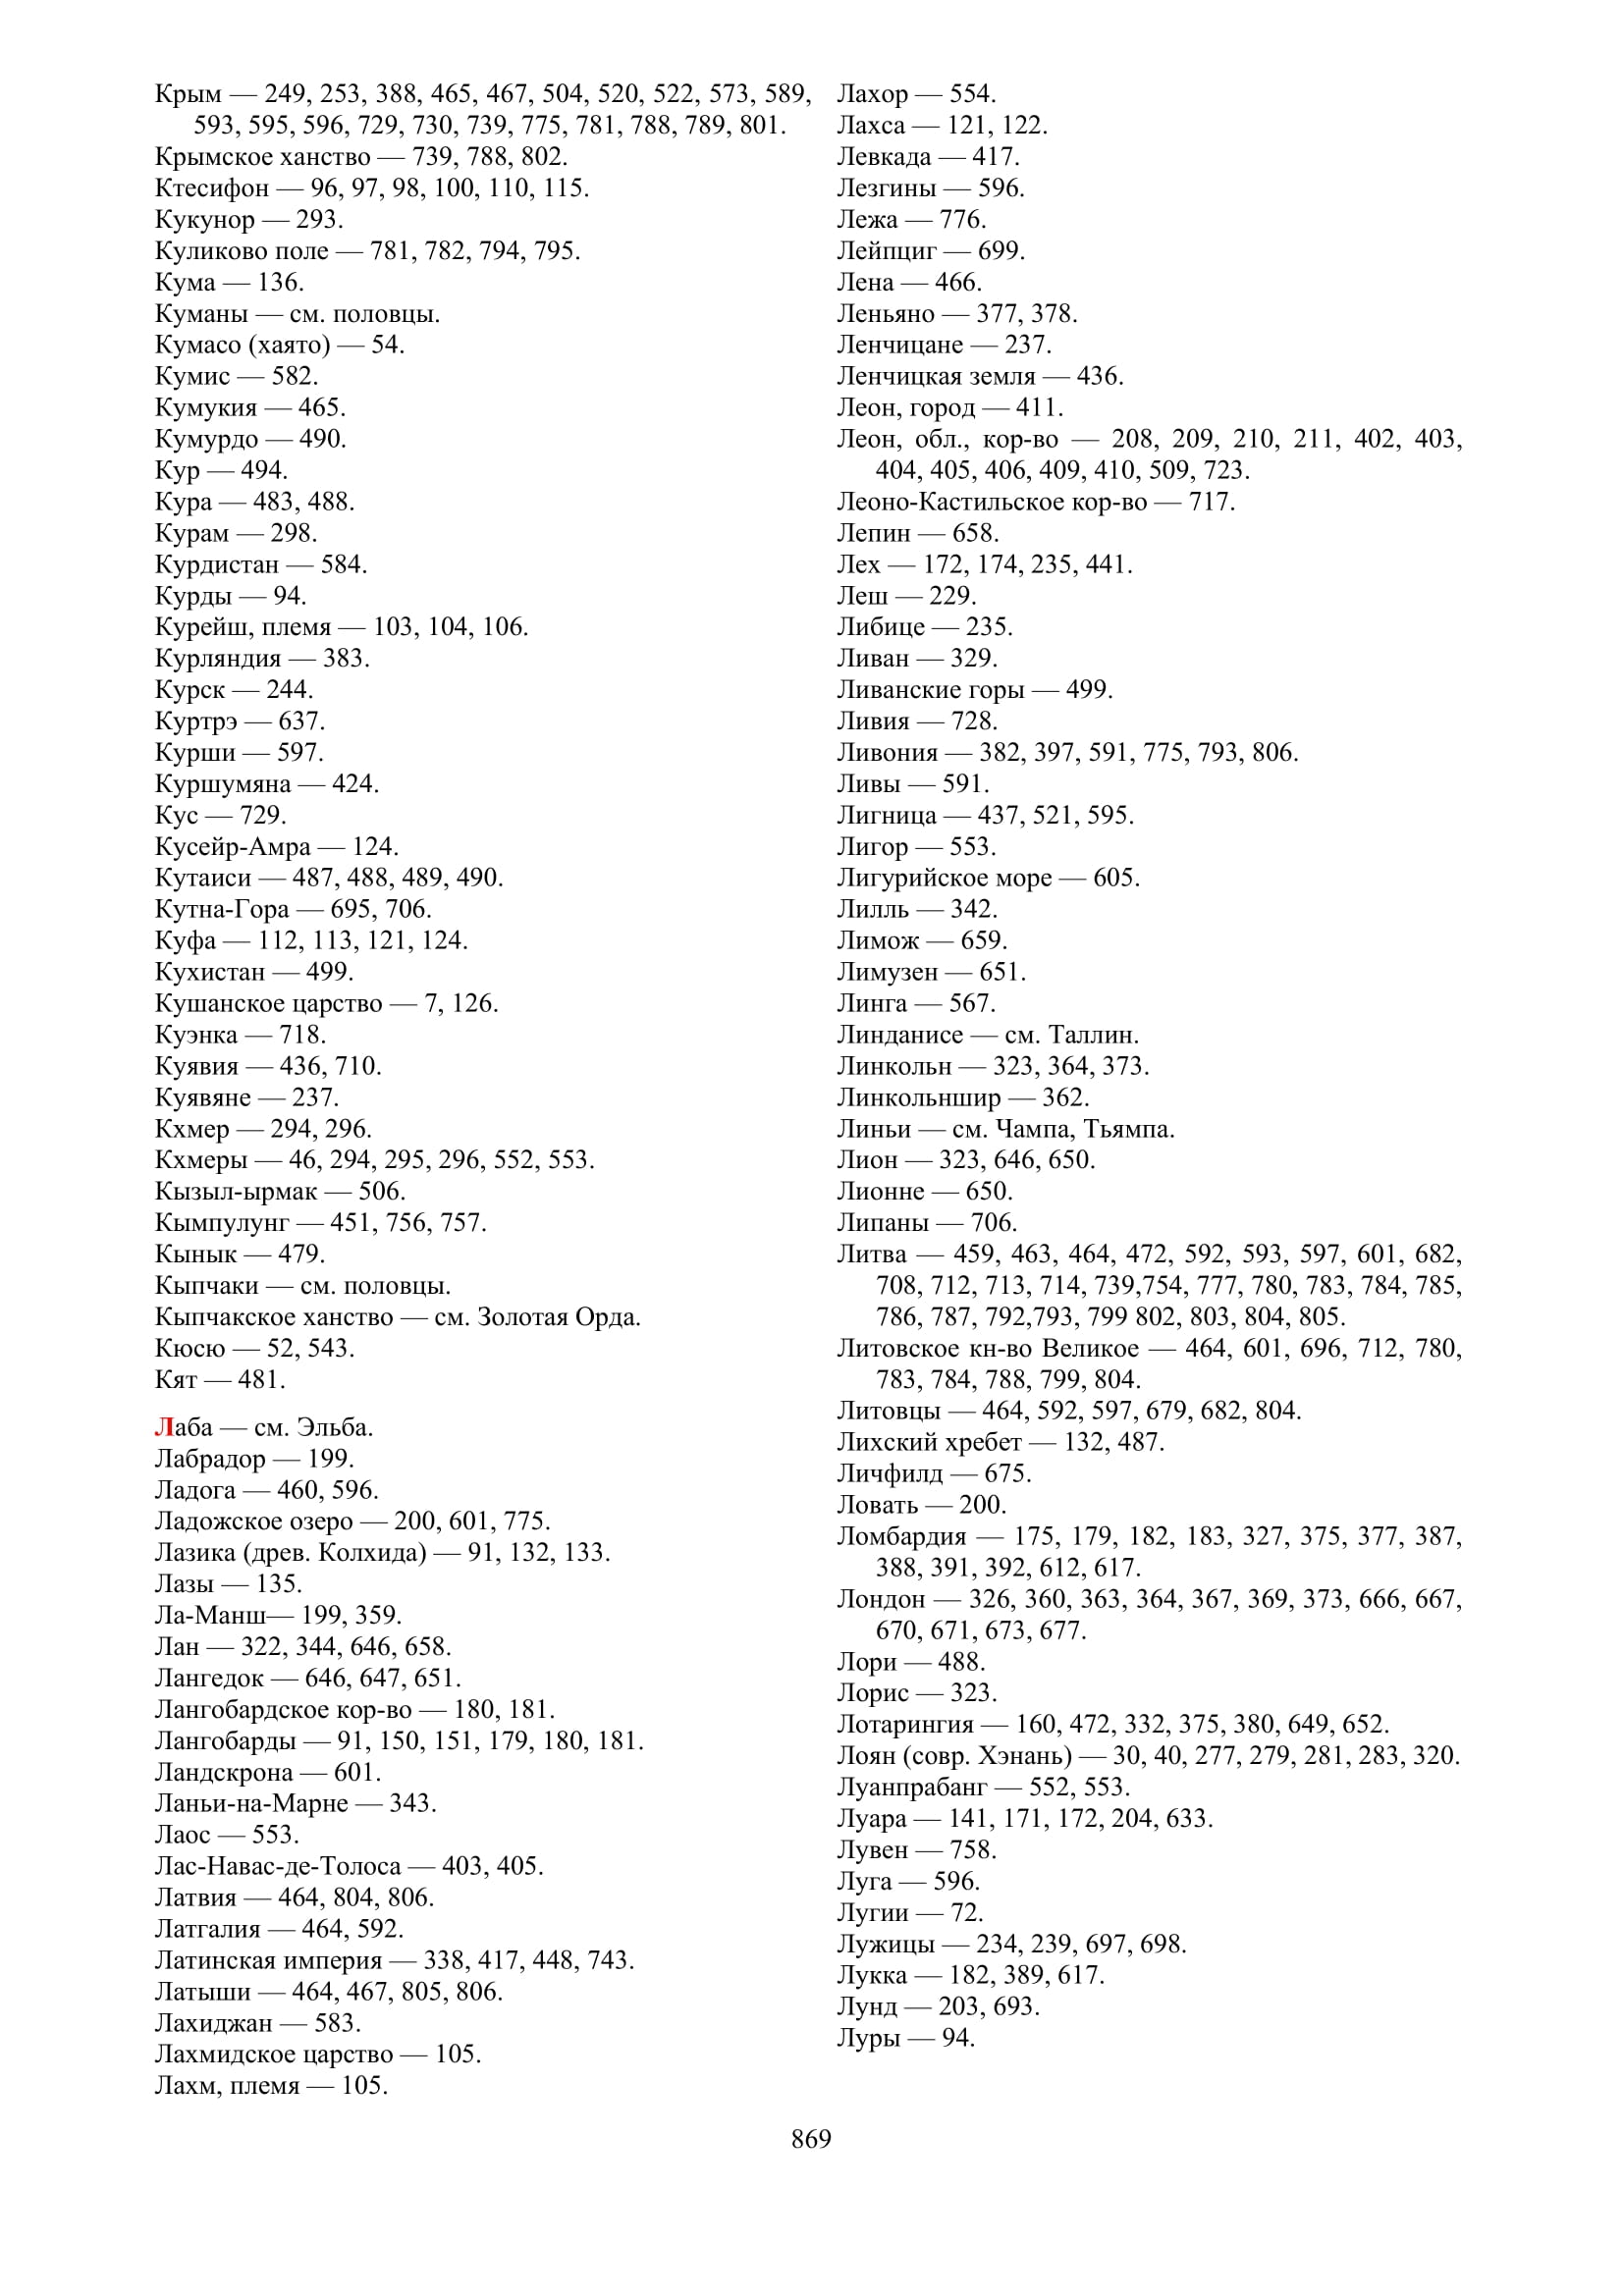 Крым — 249, 253, 388, 465, 467, 504, 520, 522, 573, 589,
593, 595, 596, 729, 730, 739, 775, 781, 788, 789, 801.
Крымское ханство — 739, 788, 802.
Ктесифон — 96, 97, 98, 100, 110, 115.
Кукунор — 293.
Куликово поле — 781, 782, 794, 795.
Кума — 136.
Куманы — см. половцы.
Кумасо (хаято) — 54.
Кумис — 582.
Кумукия — 465.
Кумурдо — 490.
Кур — 494.
Кура — 483, 488.
Курам — 298.
Курдистан — 584.
Курды — 94.
Курейш, племя — 103, 104, 106.
Курляндия — 383.
Курск — 244.
Куртрэ — 637.
Курши — 597.
Куршумяна — 424.
Кус — 729.
Кусейр-Амра — 124.
Кутаиси — 487, 488, 489, 490.
Кутна-Гора — 695, 706.
Куфа — 112, 113, 121, 124.
Кухистан — 499.
Кушанское царство — 7, 126.
Куэнка — 718.
Куявия — 436, 710.
Куявяне — 237.
Кхмер — 294, 296.
Кхмеры — 46, 294, 295, 296, 552, 553.
Кызыл-ырмак — 506.
Кымпулунг — 451, 756, 757.
Кынык — 479.
Кыпчаки — см. половцы.
Кыпчакское ханство — см. Золотая Орда.
Кюсю — 52, 543.
Кят — 481.
Лаба — см. Эльба.
Лабрадор — 199.
Ладога — 460, 596.
Ладожское озеро — 200, 601, 775.
Лазика (древ. Колхида) — 91, 132, 133.
Лазы — 135.
Ла-Манш— 199, 359.
Лан — 322, 344, 646, 658.
Лангедок — 646, 647, 651.
Лангобардское кор-во — 180, 181.
Лангобарды — 91, 150, 151, 179, 180, 181.
Ландскрона — 601.
Ланьи-на-Марне — 343.
Лаос — 553.
Лас-Навас-де-Толоса — 403, 405.
Латвия — 464, 804, 806.
Латгалия — 464, 592.
Латинская империя — 338, 417, 448, 743.
Латыши — 464, 467, 805, 806.
Лахиджан — 583.
Лахмидское царство — 105.
Лахм, племя — 105.
Лахор — 554.
Лахса — 121, 122.
Левкада — 417.
Лезгины — 596.
Лежа — 776.
Лейпциг — 699.
Лена — 466.
Леньяно — 377, 378.
Ленчицане — 237.
Ленчицкая земля — 436.
Леон, город — 411.
Леон, обл., кор-во — 208, 209, 210, 211, 402, 403,
404, 405, 406, 409, 410, 509, 723.
Леоно-Кастильское кор-во — 717.
Лепин — 658.
Лех — 172, 174, 235, 441.
Леш — 229.
Либице — 235.
Ливан — 329.
Ливанские горы — 499.
Ливия — 728.
Ливония — 382, 397, 591, 775, 793, 806.
Ливы — 591.
Лигница — 437, 521, 595.
Лигор — 553.
Лигурийское море — 605.
Лилль — 342.
Лимож — 659.
Лимузен — 651.
Линга — 567.
Линданисе — см. Таллин.
Линкольн — 323, 364, 373.
Линкольншир — 362.
Линьи — см. Чампа, Тьямпа.
Лион — 323, 646, 650.
Лионне — 650.
Липаны — 706.
Литва — 459, 463, 464, 472, 592, 593, 597, 601, 682,
708, 712, 713, 714, 739,754, 777, 780, 783, 784, 785,
786, 787, 792,793, 799 802, 803, 804, 805.
Литовское кн-во Великое — 464, 601, 696, 712, 780,
783, 784, 788, 799, 804.
Литовцы — 464, 592, 597, 679, 682, 804.
Лихский хребет — 132, 487.
Личфилд — 675.
Ловать — 200.
Ломбардия — 175, 179, 182, 183, 327, 375, 377, 387,
388, 391, 392, 612, 617.
Лондон — 326, 360, 363, 364, 367, 369, 373, 666, 667,
670, 671, 673, 677.
Лори — 488.
Лорис — 323.
Лотарингия — 160, 472, 332, 375, 380, 649, 652.
Лоян (совр. Хэнань) — 30, 40, 277, 279, 281, 283, 320.
Луанпрабанг — 552, 553.
Луара — 141, 171, 172, 204, 633.
Лувен — 758.
Луга — 596.
Лугии — 72.
Лужицы — 234, 239, 697, 698.
Лукка — 182, 389, 617.
Лунд — 203, 693.
Луры — 94.
869